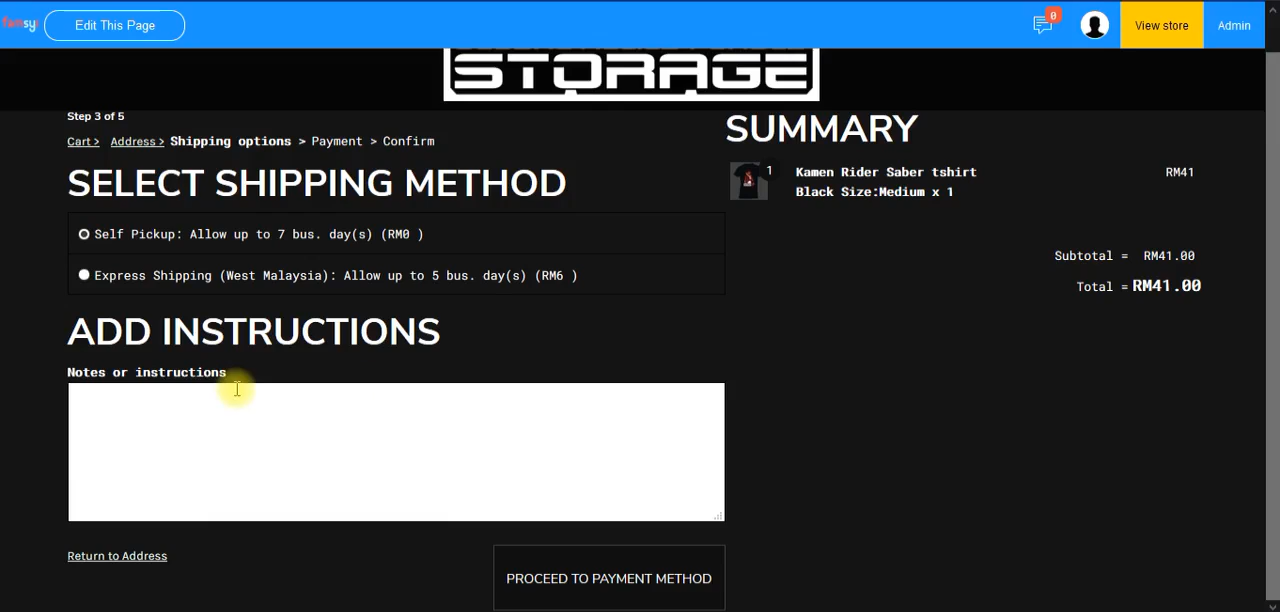 famsy
Edit This Page
0
View store
Admin
STORAGE
Step 3 of 5
Cart > Address > Shipping options > Payment > Confirm
SELECT SHIPPING METHOD
Self Pickup: Allow up to 7 bus. day(s) (RM0 )
Express Shipping (West Malaysia): Allow up to 5 bus. day(s) (RM6 )
ADD INSTRUCTIONS
Notes or instructions
Return to Address
PROCEED TO PAYMENT METHOD
SUMMARY
1
Kamen Rider Saber tshirt RM41
Black Size:Medium x 1
Subtotal = RM41.00
Total = RM41.00